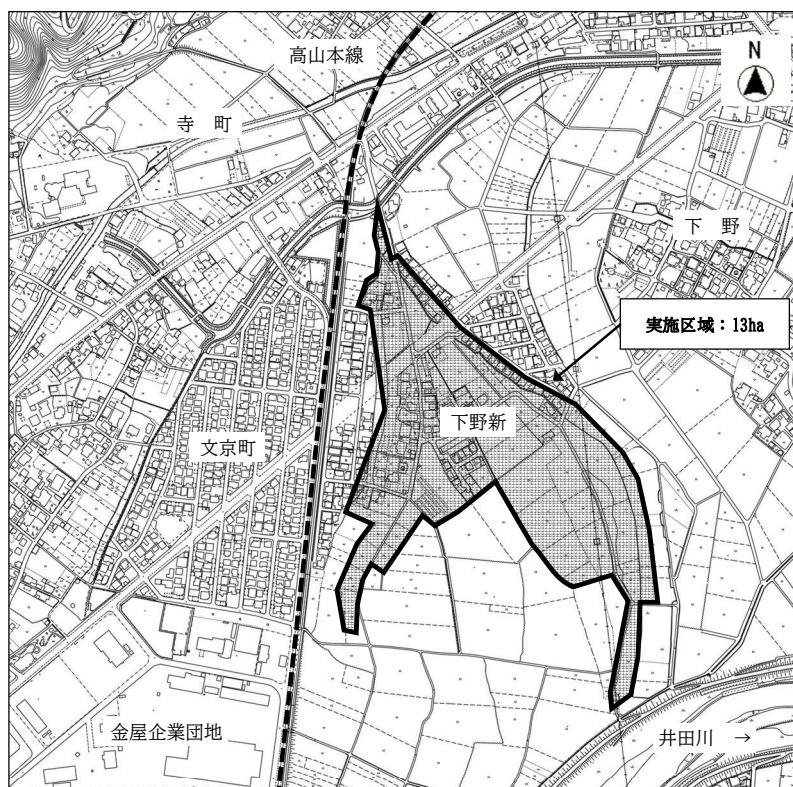 高山本線
N
寺 町
下 野
実施区域：13ha
下野新
文京町
金屋企業団地
井田川 →